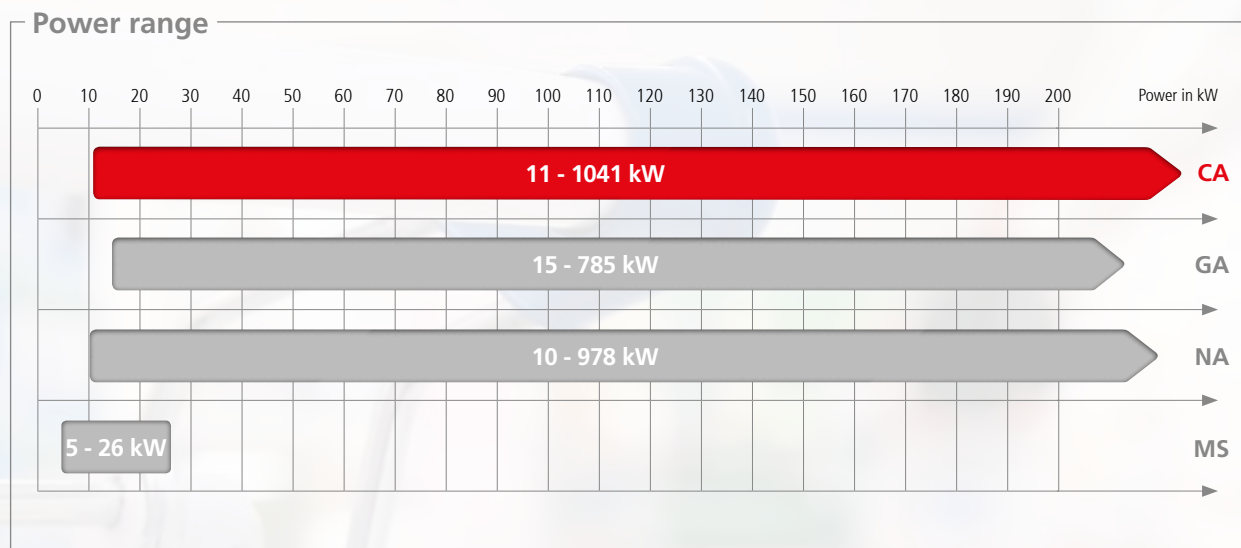 Power range
0 10 20 30 40 50 60 70 80 90 100 110 120 130 140 150 160 170 180 190 200 Power in kW
11 - 1041 kW CA
15 - 785 kW GA
10 - 978 kW NA
5 - 26 kW MS